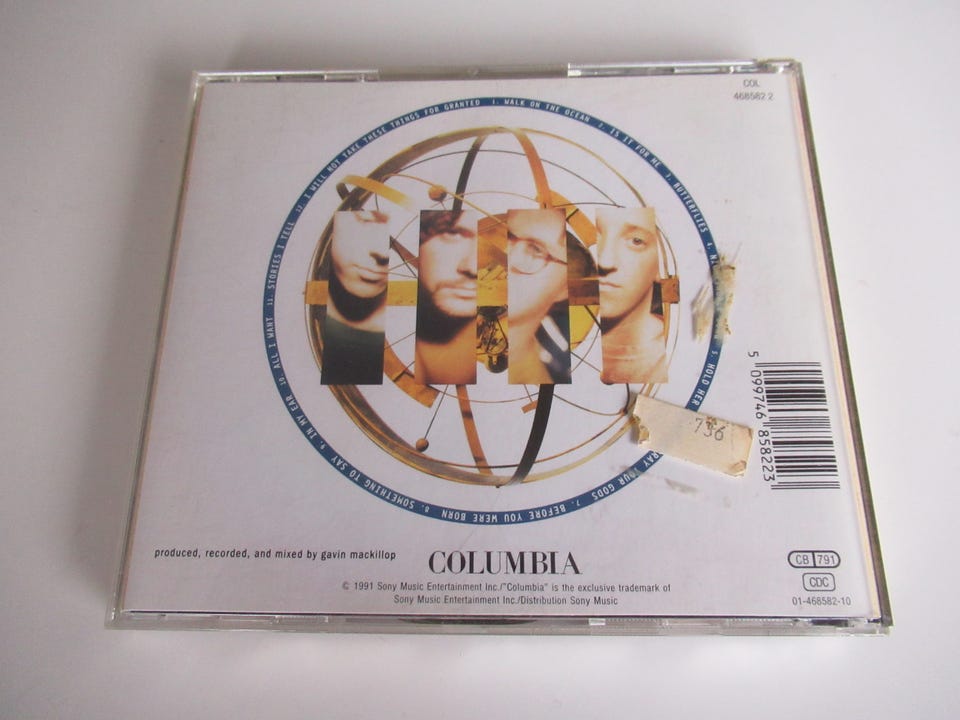 COL
468582 2
1. WALK ON THE OCEAN 2. IS IT FOR ME 3. BUTTERFLIES 4. 5. HOLD HER YOUR GODS 7. BEFORE YOU WERE BORN 8. SOMETHING TO SAY 9. IN MY EAR 10. ALL I WANT 11. STORIES I TELL 12. I WILL NOT TAKE THESE THINGS FOR GRANTED
736
5 099746 858223
produced, recorded, and mixed by gavin mackillop
COLUMBIA
© 1991 Sony Music Entertainment Inc./"Columbia" is the exclusive trademark of
Sony Music Entertainment Inc./Distribution Sony Music
CB 791
CDC
01-468582-10